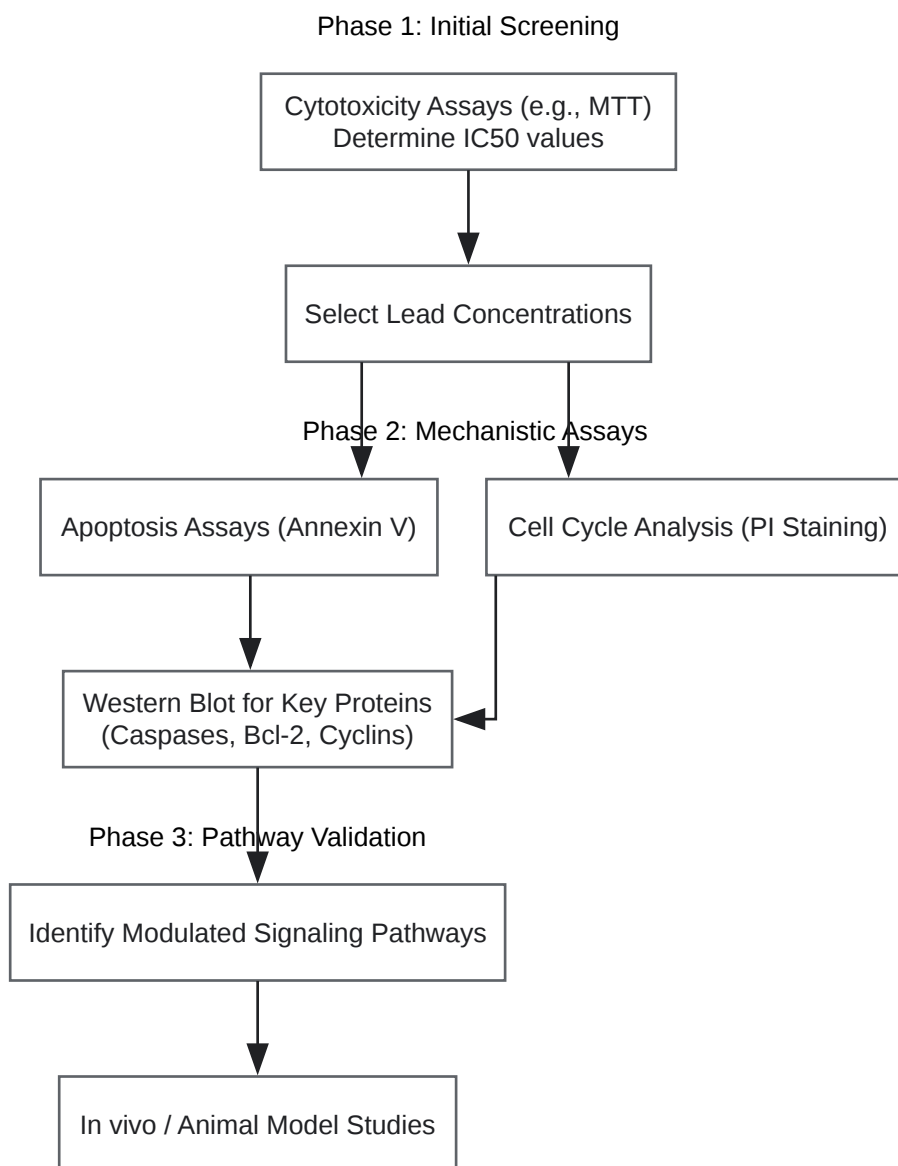 Phase 1: Initial Screening
Cytotoxicity Assays (e.g., MTT)
Determine IC50 values
Select Lead Concentrations
Phase 2: Mechanistic Assays
Apoptosis Assays (Annexin V)
Cell Cycle Analysis (PI Staining)
Western Blot for Key Proteins
(Caspases, Bcl-2, Cyclins)
Phase 3: Pathway Validation
Identify Modulated Signaling Pathways
In vivo / Animal Model Studies